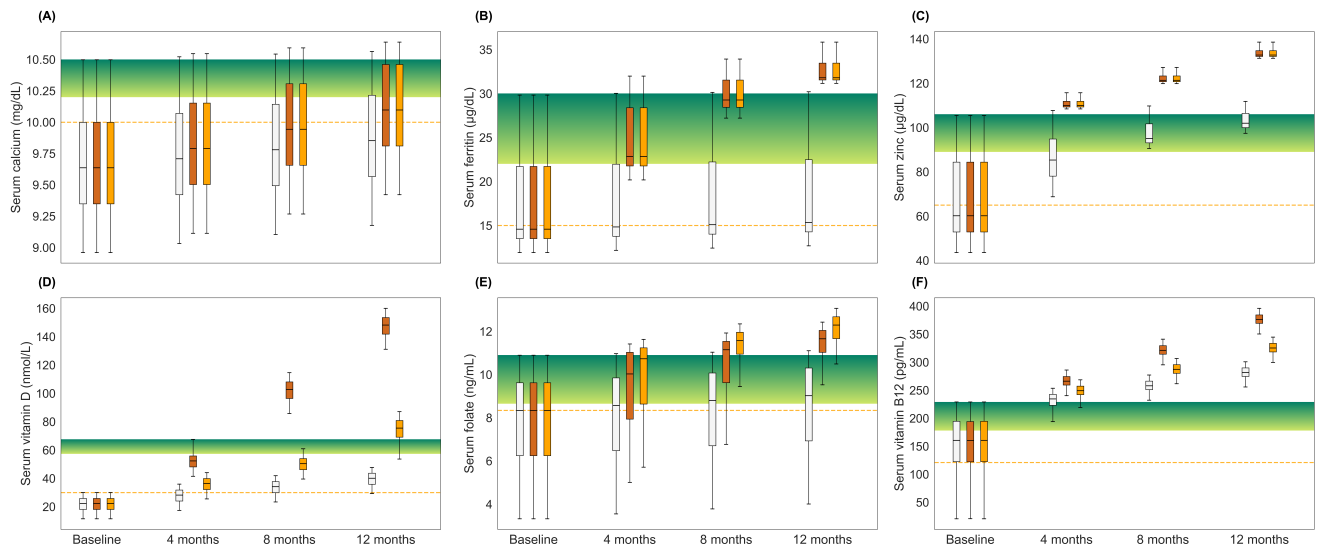 (A)
Serum calcium (mg/dL)
10.50
10.25
10.00
9.75
9.50
9.25
9.00
(B)
Serum ferritin (µg/dL)
35
30
25
20
15
(C)
Serum zinc (µg/dL)
140
120
100
80
60
40
(D)
Serum vitamin D (nmol/L)
160
140
120
100
80
60
40
20
Baseline 4 months 8 months 12 months
(E)
Serum folate (ng/mL)
12
10
8
6
4
Baseline 4 months 8 months 12 months
(F)
Serum vitamin B12 (pg/mL)
400
350
300
250
200
150
100
50
Baseline 4 months 8 months 12 months